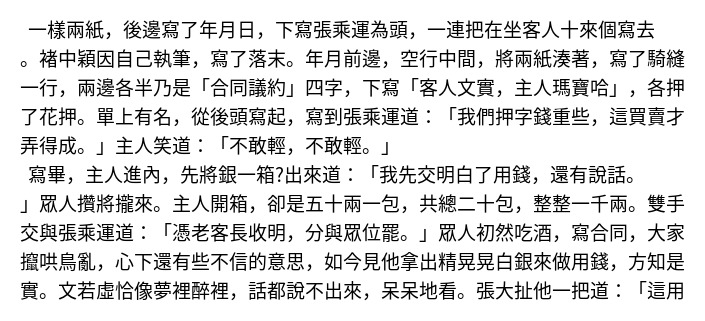 一樣兩紙，後邊寫了年月日，下寫張乘運為頭，一連把在坐客人十來個寫去
。褚中穎因自己執筆，寫了落末。年月前邊，空行中間，將兩紙湊著，寫了騎縫
一行，兩邊各半乃是「合同議約」四字，下寫「客人文實，主人瑪寶哈」，各押
了花押。單上有名，從後頭寫起，寫到張乘運道：「我們押字錢重些，這買賣才
弄得成。」主人笑道：「不敢輕，不敢輕。」
寫畢，主人進內，先將銀一箱?出來道：「我先交明白了用錢，還有說話。
」眾人攢將攏來。主人開箱，卻是五十兩一包，共總二十包，整整一千兩。雙手
交與張乘運道：「憑老客長收明，分與眾位罷。」眾人初然吃酒，寫合同，大家
攛哄鳥亂，心下還有些不信的意思，如今見他拿出精晃晃白銀來做用錢，方知是
實。文若虛恰像夢裡醉裡，話都說不出來，呆呆地看。張大扯他一把道：「這用